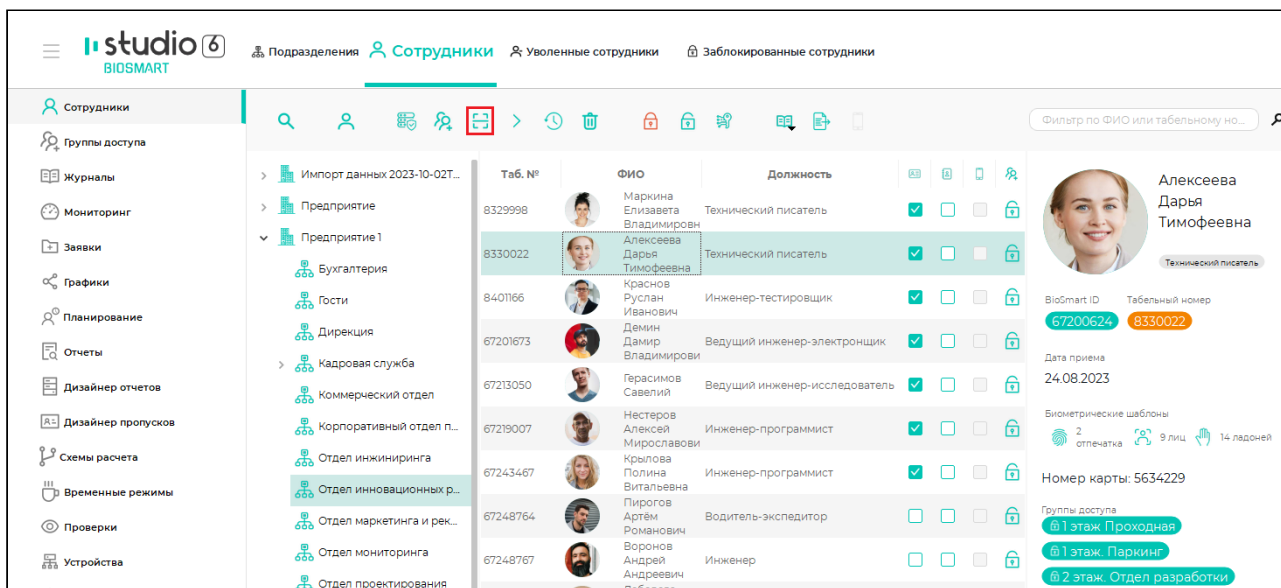 studio 6
BIOSMART
Подразделения
Сотрудники
Уволенные сотрудники
Заблокированные сотрудники
Сотрудники
Группы доступа
Журналы
Мониторинг
Заявки
Графики
Планирование
Отчеты
Дизайнер отчетов
Дизайнер пропусков
Схемы расчета
Временные режимы
Проверки
Устройства
Фильтр по ФИО или табельному но...
Импорт данных 2023-10-02T...
Предприятие
Предприятие 1
Бухгалтерия
Гости
Дирекция
Кадровая служба
Коммерческий отдел
Корпоративный отдел п...
Отдел инжиниринга
Отдел инновационных р...
Отдел маркетинга и рек...
Отдел мониторинга
Отдел проектирования
Таб. № ФИО Должность
Маркина
8329998 Елизавета Технический писатель
Владимировн
Алексеева
8330022 Дарья Технический писатель
Тимофеевна
Краснов
8401166 Руслан Инженер-тестировщик
Иванович
Демин
67201673 Дамир Ведущий инженер-электронщик
Владимирови
Герасимов
67213050 Ведущий инженер-исследователь
Савелий
Нестеров
67219007 Алексей Инженер-программист
Мирославови
Крылова
67243467 Полина Инженер-программист
Витальевна
Пирогов
67248764 Артём Водитель-экспедитор
Романович
Воронов
67248767 Андрей Инженер
Андреевич
Алексеева
Дарья
Тимофеевна
Технический писатель
BioSmart ID Табельный номер
67200624 8330022
Дата приема
24.08.2023
Биометрические шаблоны
2 отпечатка 9 лиц 14 ладоней
Номер карты: 5634229
Группы доступа
1 этаж Проходная
1 этаж. Паркинг
2 этаж. Отдел разработки